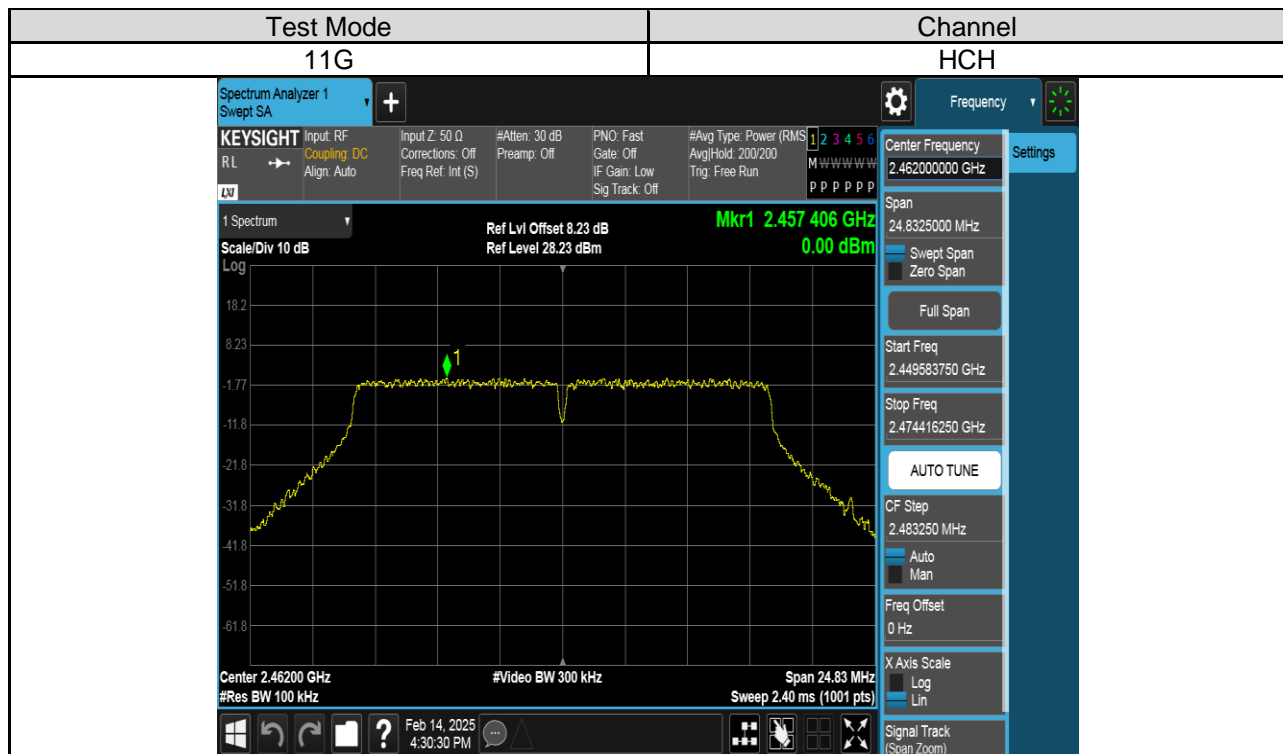 Test Mode Channel
11G HCH
Spectrum Analyzer 1
Swept SA
+
Frequency
KEYSIGHT
R L
LXI
Input: RF
Coupling: DC
Align: Auto
Input Z: 50 Ω
Corrections: Off
Freq Ref: Int (S)
#Atten: 30 dB
Preamp: Off
PNO: Fast
Gate: Off
IF Gain: Low
Sig Track: Off
#Avg Type: Power (RMS
Avg|Hold: 200/200
Trig: Free Run
1 2 3 4 5 6
M W W W W W
P P P P P P
1 Spectrum
Scale/Div 10 dB
Log
Ref Lvl Offset 8.23 dB
Ref Level 28.23 dBm
Mkr1 2.457 406 GHz
0.00 dBm
18.2
8.23
-1.77
-11.8
-21.8
-31.8
-41.8
-51.8
-61.8
1
Center 2.46200 GHz
#Res BW 100 kHz
#Video BW 300 kHz
Span 24.83 MHz
Sweep 2.40 ms (1001 pts)
Feb 14, 2025
4:30:30 PM
?
Center Frequency
2.462000000 GHz
Settings
Span
24.8325000 MHz
Swept Span
Zero Span
Full Span
Start Freq
2.449583750 GHz
Stop Freq
2.474416250 GHz
AUTO TUNE
CF Step
2.483250 MHz
Auto
Man
Freq Offset
0 Hz
X Axis Scale
Log
Lin
Signal Track
(Span Zoom)